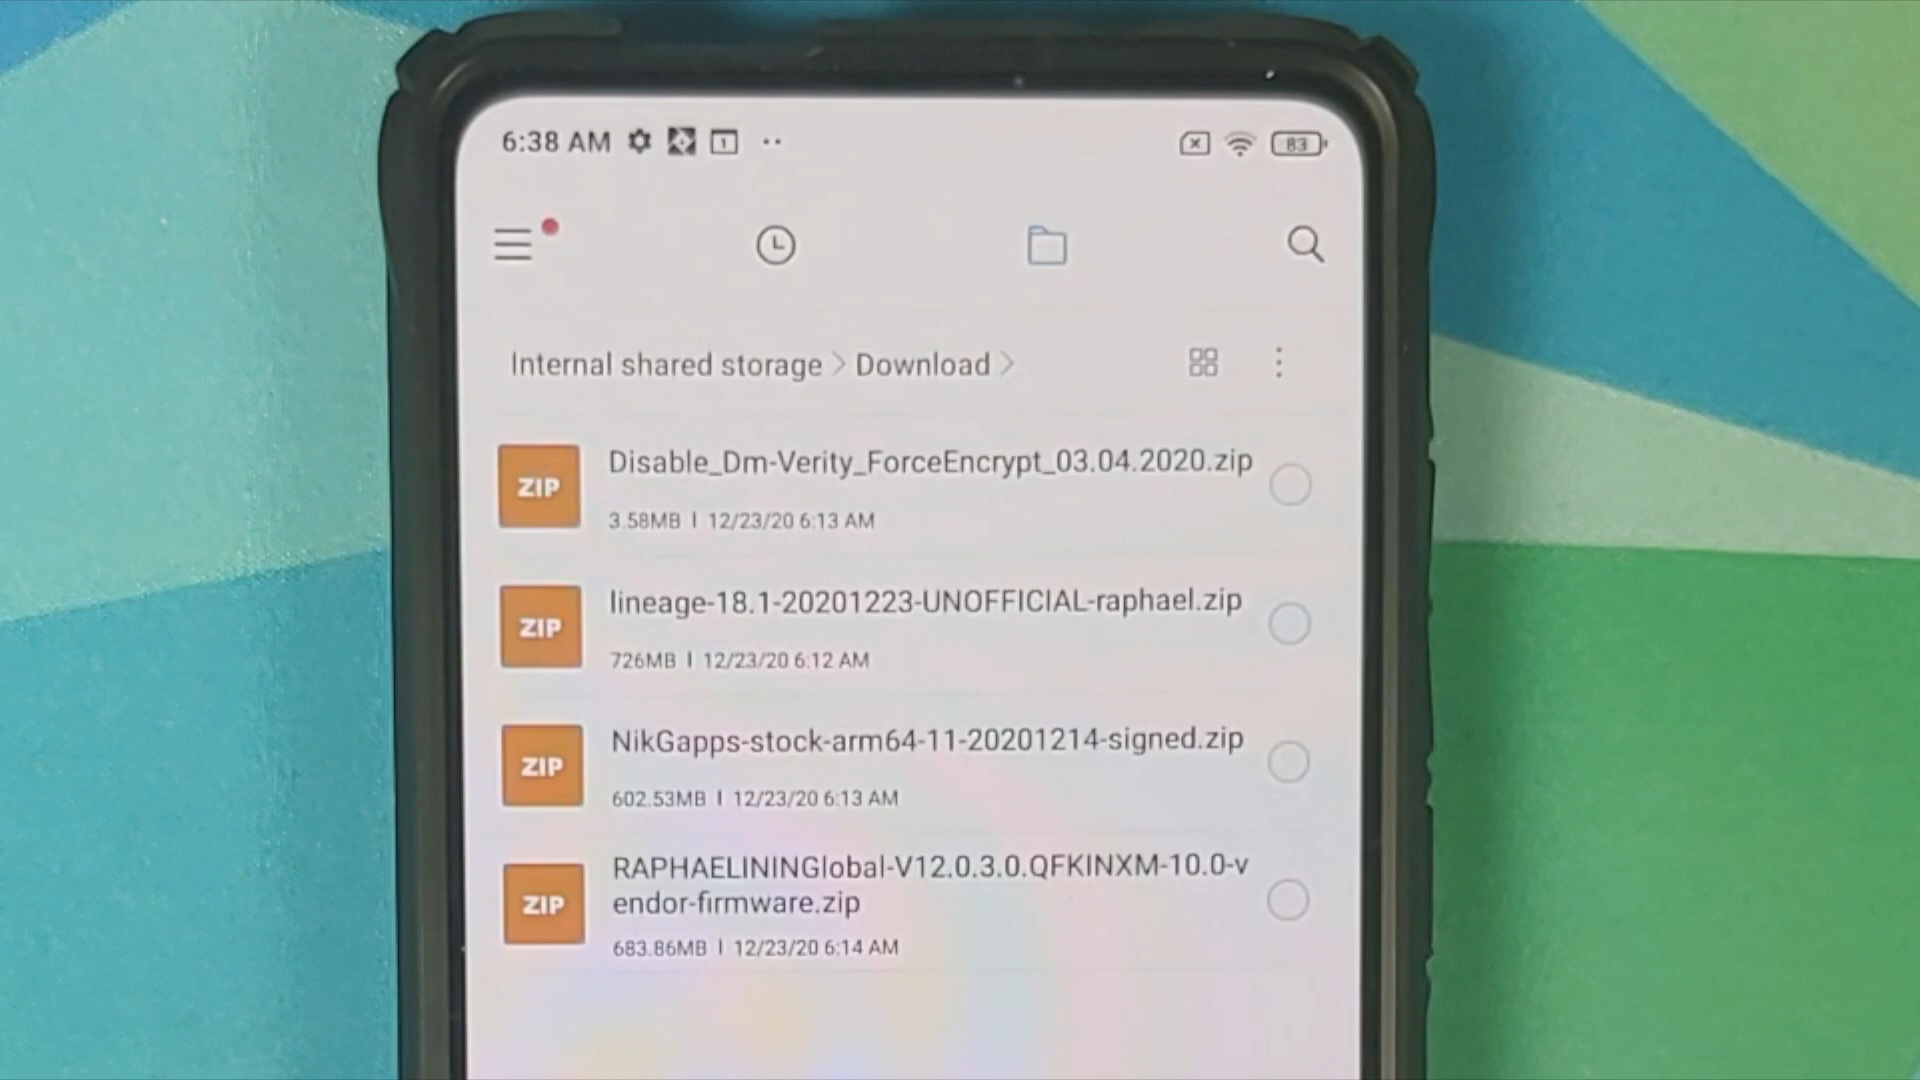 6:38 AM
83
Internal shared storage > Download >
ZIP
Disable_Dm-Verity_ForceEncrypt_03.04.2020.zip
3.58MB | 12/23/20 6:13 AM
ZIP
lineage-18.1-20201223-UNOFFICIAL-raphael.zip
726MB | 12/23/20 6:12 AM
ZIP
NikGapps-stock-arm64-11-20201214-signed.zip
602.53MB | 12/23/20 6:13 AM
ZIP
RAPHAELININGlobal-V12.0.3.0.QFKINXM-10.0-v
endor-firmware.zip
683.86MB | 12/23/20 6:14 AM